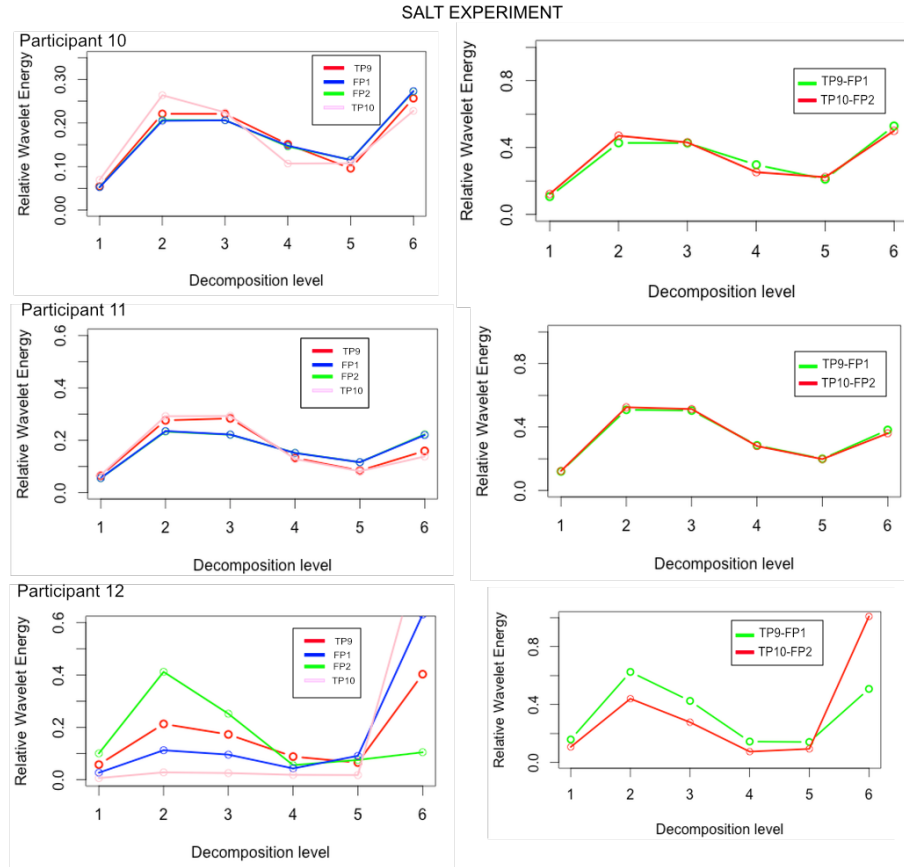 SALT EXPERIMENT
Participant 10
Relative Wavelet Energy
0.00 0.10 0.20 0.30
TP9
FP1
FP2
TP10
1 2 3 4 5 6
Decomposition level
Relative Wavelet Energy
0.0 0.4 0.8
TP9-FP1
TP10-FP2
1 2 3 4 5 6
Decomposition level
Participant 11
Relative Wavelet Energy
0.0 0.2 0.4 0.6
TP9
FP1
FP2
TP10
1 2 3 4 5 6
Decomposition level
Relative Wavelet Energy
0.0 0.4 0.8
TP9-FP1
TP10-FP2
1 2 3 4 5 6
Decomposition level
Participant 12
Relative Wavelet Energy
0.0 0.2 0.4 0.6
TP9
FP1
FP2
TP10
1 2 3 4 5 6
Decomposition level
Relative Wavelet Energy
0.0 0.4 0.8
TP9-FP1
TP10-FP2
1 2 3 4 5 6
Decomposition level